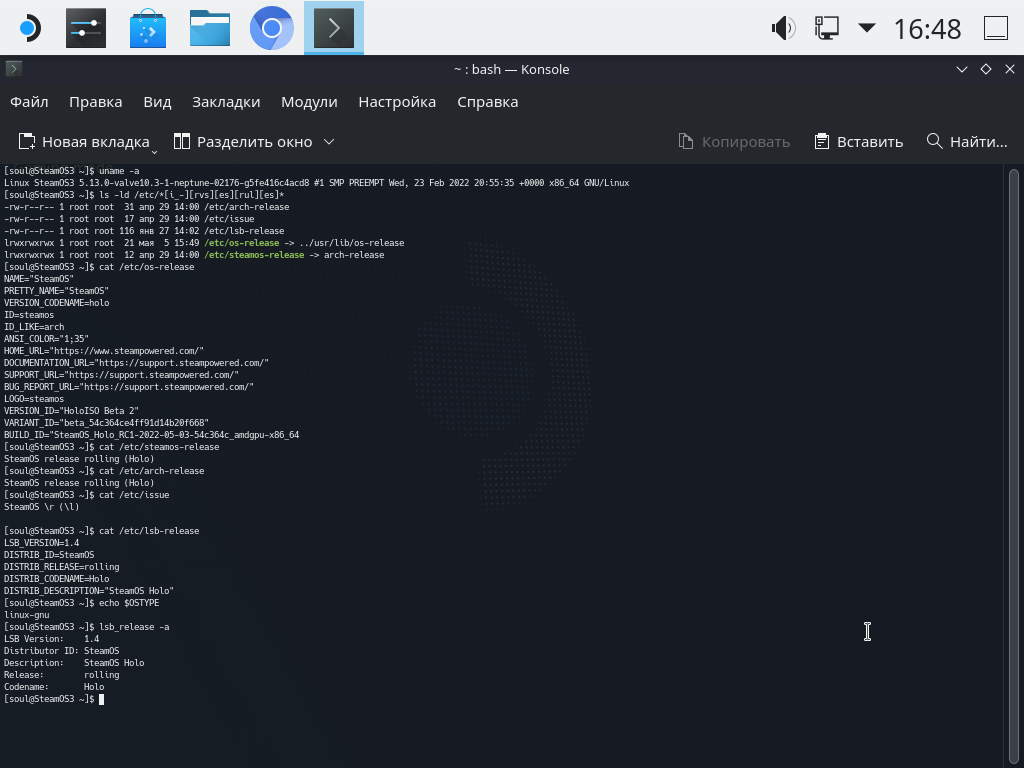 16:48
~ : bash — Konsole
Файл Правка Вид Закладки Модули Настройка Справка
Новая вкладка Разделить окно Копировать Вставить Найти...
[soul@SteamOS3 ~]$ uname -a
Linux SteamOS3 5.13.0-valve10.3-1-neptune-02176-g5fe416c4acd8 #1 SMP PREEMPT Wed, 23 Feb 2022 20:55:35 +0000 x86_64 GNU/Linux
[soul@SteamOS3 ~]$ ls -ld /etc/*[i_-][rvs][es][rul][es]*
-rw-r--r-- 1 root root  31 апр 29 14:00 /etc/arch-release
-rw-r--r-- 1 root root  17 апр 29 14:00 /etc/issue
-rw-r--r-- 1 root root 116 янв 27 14:02 /etc/lsb-release
lrwxrwxrwx 1 root root  21 мая  5 15:49 /etc/os-release -> ../usr/lib/os-release
lrwxrwxrwx 1 root root  12 апр 29 14:00 /etc/steamos-release -> arch-release
[soul@SteamOS3 ~]$ cat /etc/os-release
NAME="SteamOS"
PRETTY_NAME="SteamOS"
VERSION_CODENAME=holo
ID=steamos
ID_LIKE=arch
ANSI_COLOR="1;35"
HOME_URL="https://www.steampowered.com/"
DOCUMENTATION_URL="https://support.steampowered.com/"
SUPPORT_URL="https://support.steampowered.com/"
BUG_REPORT_URL="https://support.steampowered.com/"
LOGO=steamos
VERSION_ID="HoloISO Beta 2"
VARIANT_ID="beta_54c364ce4ff91d14b20f668"
BUILD_ID="SteamOS_Holo_RC1-2022-05-03-54c364c_amdgpu-x86_64
[soul@SteamOS3 ~]$ cat /etc/steamos-release
SteamOS release rolling (Holo)
[soul@SteamOS3 ~]$ cat /etc/arch-release
SteamOS release rolling (Holo)
[soul@SteamOS3 ~]$ cat /etc/issue
SteamOS \r (\l)
[soul@SteamOS3 ~]$ cat /etc/lsb-release
LSB_VERSION=1.4
DISTRIB_ID=SteamOS
DISTRIB_RELEASE=rolling
DISTRIB_CODENAME=Holo
DISTRIB_DESCRIPTION="SteamOS Holo"
[soul@SteamOS3 ~]$ echo $OSTYPE
linux-gnu
[soul@SteamOS3 ~]$ lsb_release -a
LSB Version:    1.4
Distributor ID: SteamOS
Description:    SteamOS Holo
Release:        rolling
Codename:       Holo
[soul@SteamOS3 ~]$